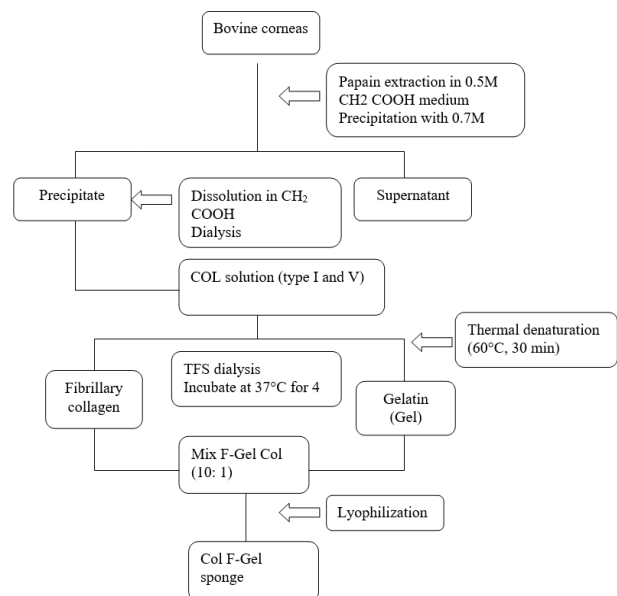 Bovine corneas
Papain extraction in 0.5M
CH2 COOH medium
Precipitation with 0.7M
Precipitate
Dissolution in CH₂
COOH
Dialysis
Supernatant
COL solution (type I and V)
Thermal denaturation
(60°C, 30 min)
TFS dialysis
Incubate at 37°C for 4
Fibrillary
collagen
Gelatin
(Gel)
Mix F-Gel Col
(10: 1)
Lyophilization
Col F-Gel
sponge